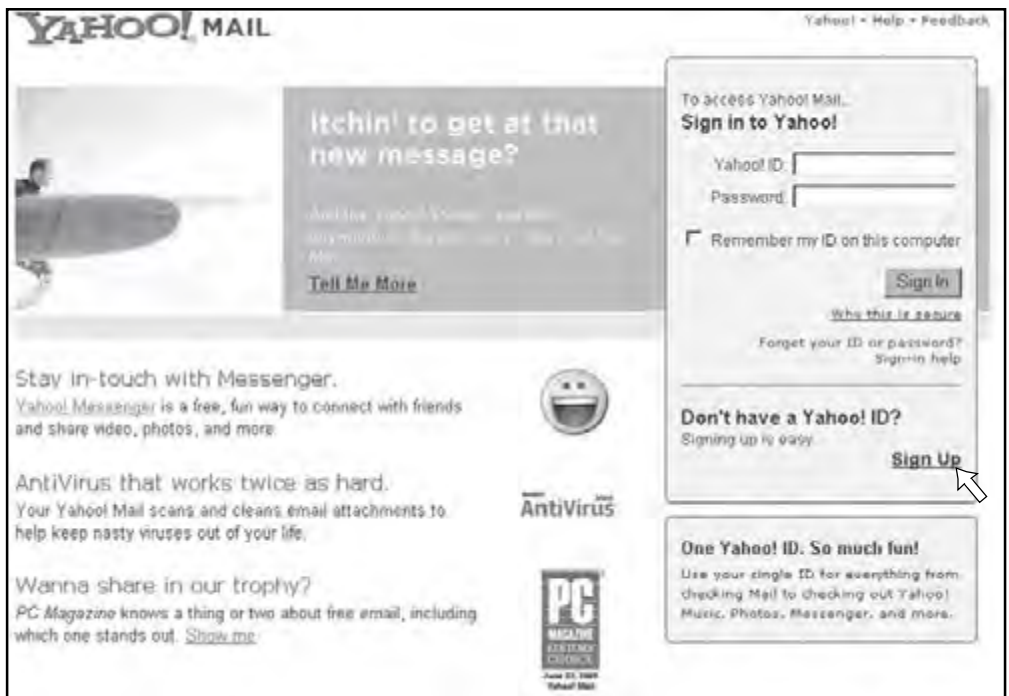 YAHOO! MAIL
Yahoo! - Help - Feedback
Itchin' to get at that
new message?
Tell Me More
To access Yahoo! Mail...
Sign in to Yahoo!
Yahoo! ID:
Password:
Remember my ID on this computer
Sign In
Why this is secure
Forget your ID or password?
Sign-in help
Don't have a Yahoo! ID?
Signing up is easy.
Sign Up
One Yahoo! ID. So much fun!
Use your single ID for everything from
checking Mail to checking out Yahoo!
Music, Photos, Messenger, and more.
Stay in-touch with Messenger.
Yahoo! Messenger is a free, fun way to connect with friends
and share video, photos, and more.
AntiVirus that works twice as hard.
Your Yahoo! Mail scans and cleans email attachments to
help keep nasty viruses out of your life.
AntiVirus
Wanna share in our trophy?
PC Magazine knows a thing or two about free email, including
which one stands out. Show me
PC
MAGAZINE
EDITORS'
CHOICE
Yahoo! Mail